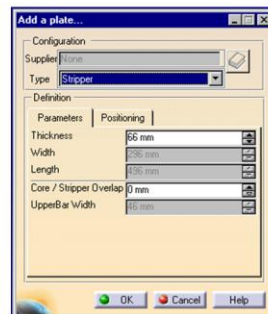 Add a plate...
Configuration
Supplier None
Type Stripper
Definition
Parameters Positioning
Thickness 66 mm
Width 296 mm
Length 496 mm
Core / Stripper Overlap 0 mm
UpperBar Width 46 mm
OK Cancel Help